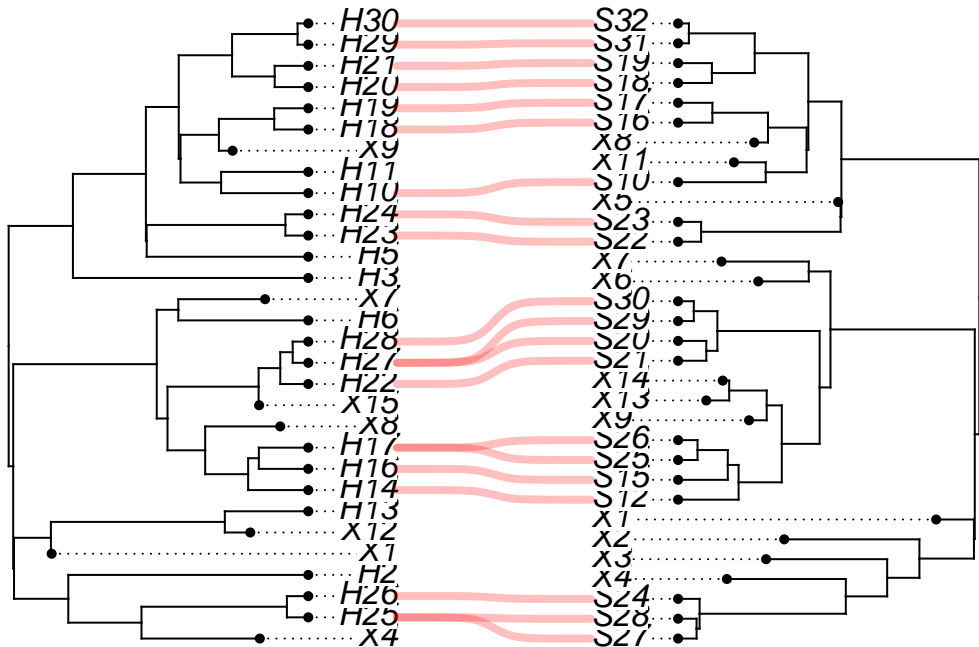 H30
H29
H21
H20
H19
H18
X9
H11
H10
H24
H23
H5
H3
X7
H6
H28
H27
H22
X15
X8
H17
H16
H14
H13
X12
X1
H2
H26
H25
X4
S32
S31
S19
S18
S17
S16
X8
X11
S10
X5
S23
S22
X7
X6
S30
S29
S20
S21
X14
X13
X9
S26
S25
S15
S12
X1
X2
X3
X4
S24
S28
S27